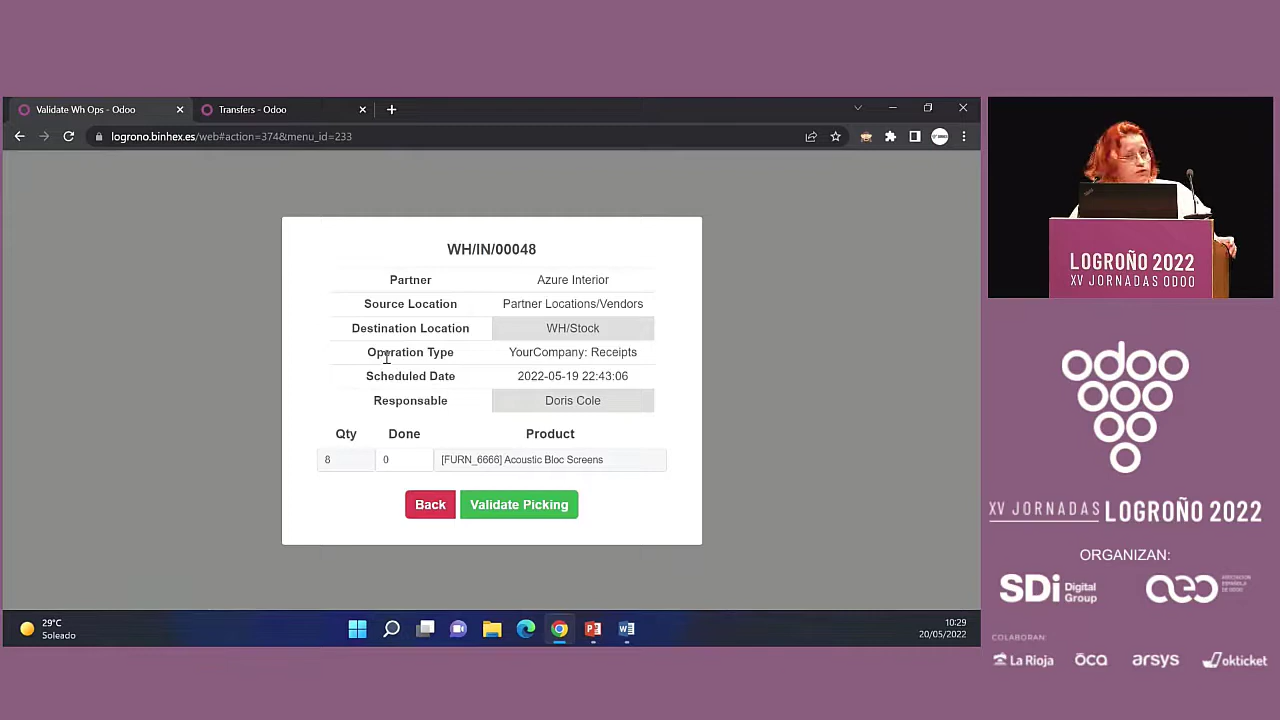 Validate Wh Ops - Odoo
Transfers - Odoo
logrono.binhex.es/web#action=374&menu_id=233
WH/IN/00048
Partner Azure Interior
Source Location Partner Locations/Vendors
Destination Location WH/Stock
Operation Type YourCompany: Receipts
Scheduled Date 2022-05-19 22:43:06
Responsable Doris Cole
Qty Done Product
8 0 [FURN_6666] Acoustic Bloc Screens
Back Validate Picking
29°C
Soleado
10:29
20/05/2022
LOGROÑO 2022
XV JORNADAS ODOO
odoo
XV JORNADAS LOGROÑO 2022
ORGANIZAN:
SDi Digital
Group
aeo ASOCIACIÓN
ESPAÑOLA
DE ODOO
COLABORAN:
La Rioja oca arsys okticket